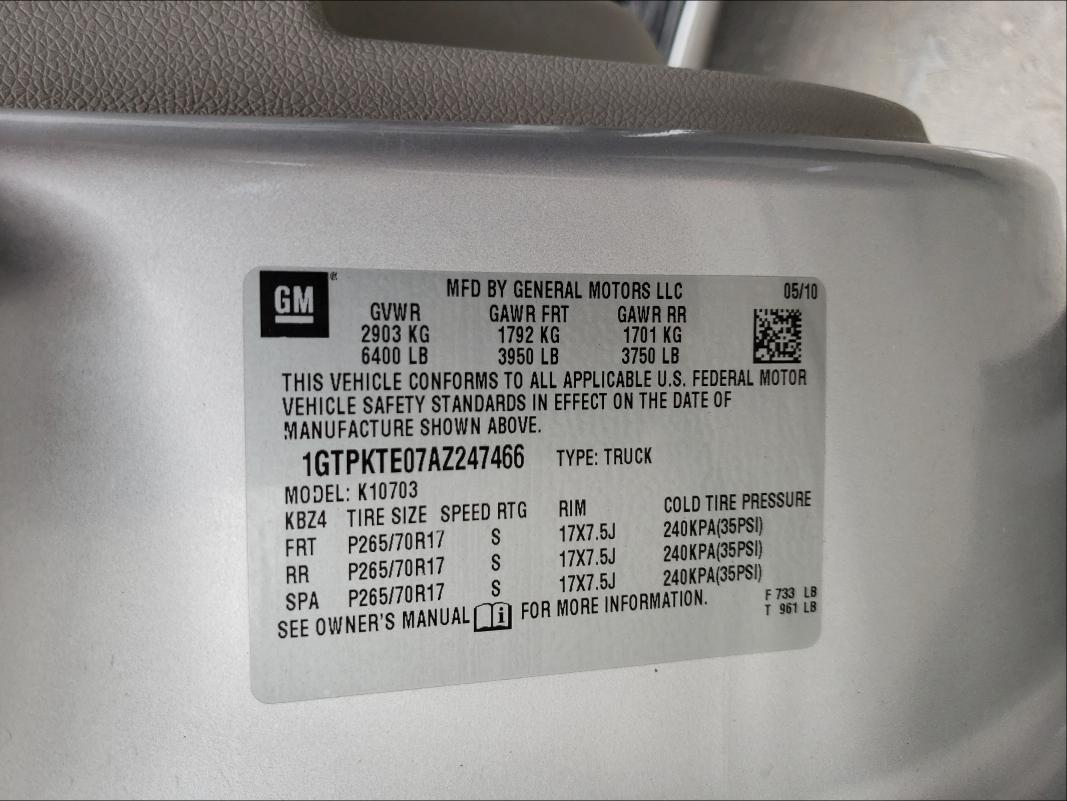 GM® MFD BY GENERAL MOTORS LLC 05/10
GVWR GAWR FRT GAWR RR
2903 KG 1792 KG 1701 KG
6400 LB 3950 LB 3750 LB
THIS VEHICLE CONFORMS TO ALL APPLICABLE U.S. FEDERAL MOTOR
VEHICLE SAFETY STANDARDS IN EFFECT ON THE DATE OF
MANUFACTURE SHOWN ABOVE.
1GTPKTE07AZ247466 TYPE: TRUCK
MODEL: K10703
KBZ4 TIRE SIZE SPEED RTG RIM COLD TIRE PRESSURE
FRT P265/70R17 S 17X7.5J 240KPA(35PSI)
RR P265/70R17 S 17X7.5J 240KPA(35PSI)
SPA P265/70R17 S 17X7.5J 240KPA(35PSI)
SEE OWNER'S MANUAL i FOR MORE INFORMATION.
F 733 LB
T 961 LB